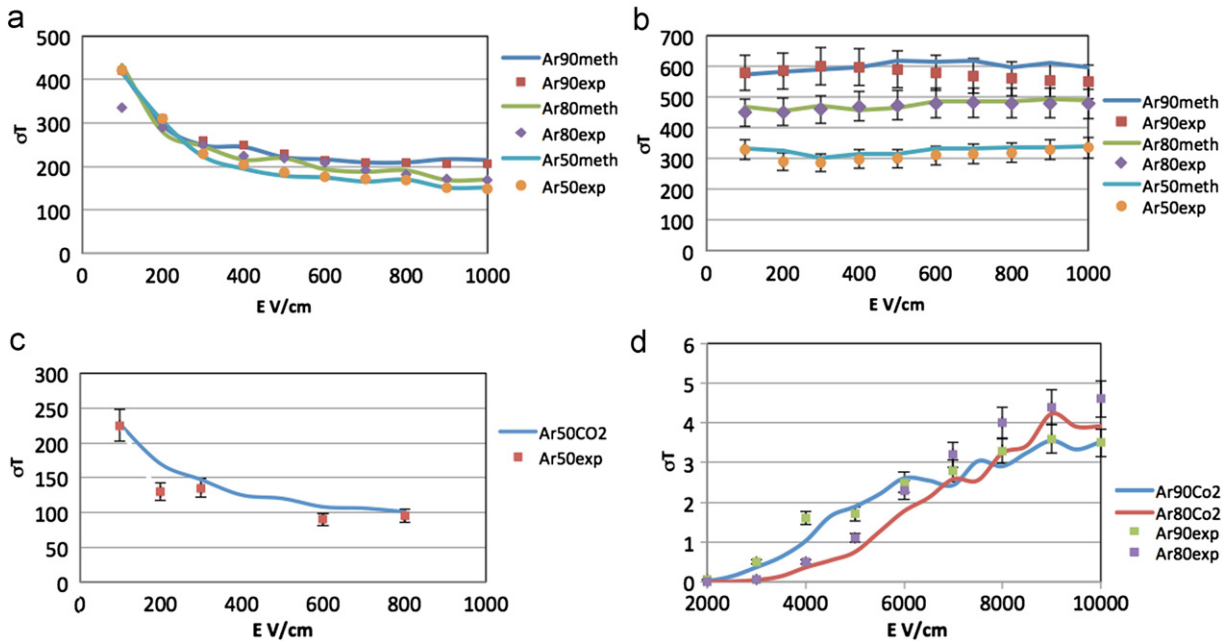 a
500
400
300
200
100
0
σT
0 200 400 600 800 1000
E V/cm
Ar90meth
Ar90exp
Ar80meth
Ar80exp
Ar50meth
Ar50exp
b
700
600
500
400
300
200
100
0
σT
0 200 400 600 800 1000
E V/cm
Ar90meth
Ar90exp
Ar80meth
Ar80exp
Ar50meth
Ar50exp
c
300
250
200
150
100
50
0
σT
0 200 400 600 800 1000
E V/cm
Ar50CO2
Ar50exp
d
6
5
4
3
2
1
0
σT
2000 4000 6000 8000 10000
E V/cm
Ar90Co2
Ar80Co2
Ar90exp
Ar80exp